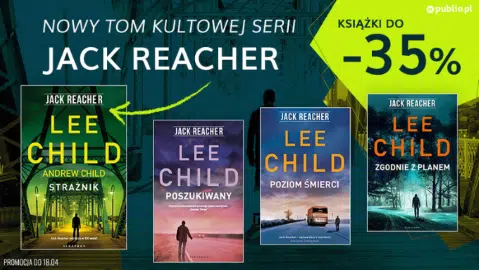 publio.pl
NOWY TOM KULTOWEJ SERII
JACK REACHER
KSIĄŻKI DO
-35%
JACK REACHER
LEE
CHILD
ANDREW CHILD
STRAŻNIK
JACK REACHER
LEE
CHILD
POSZUKIWANY
JACK REACHER
LEE
CHILD
POZIOM ŚMIERCI
JACK REACHER
LEE
CHILD
ZGODNIE Z PLANEM
PROMOCJA DO 18.04